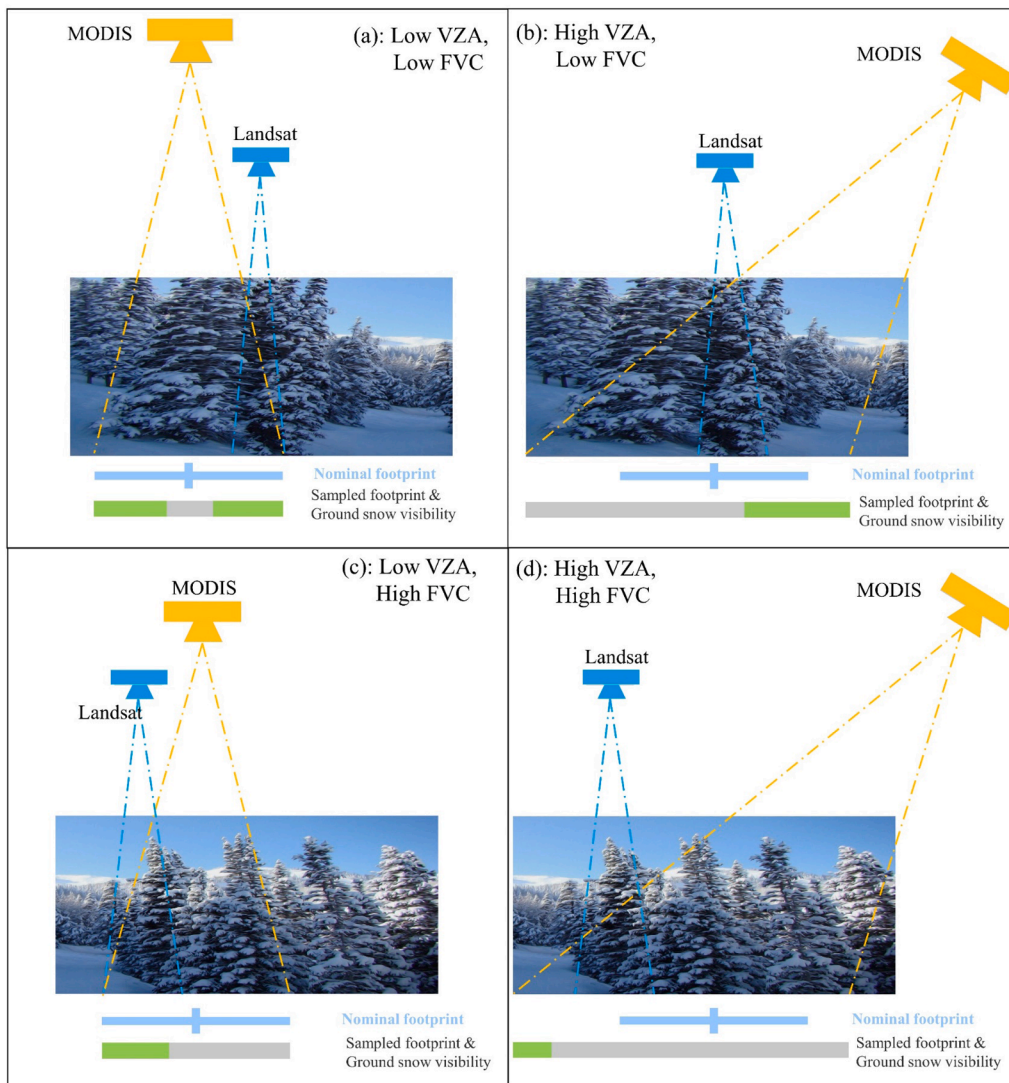 MODIS
(a): Low VZA,
Low FVC
Landsat
Nominal footprint
Sampled footprint &
Ground snow visibility
(b): High VZA,
Low FVC
MODIS
Landsat
Nominal footprint
Sampled footprint &
Ground snow visibility
(c): Low VZA,
High FVC
MODIS
Landsat
Nominal footprint
Sampled footprint &
Ground snow visibility
(d): High VZA,
High FVC
MODIS
Landsat
Nominal footprint
Sampled footprint &
Ground snow visibility